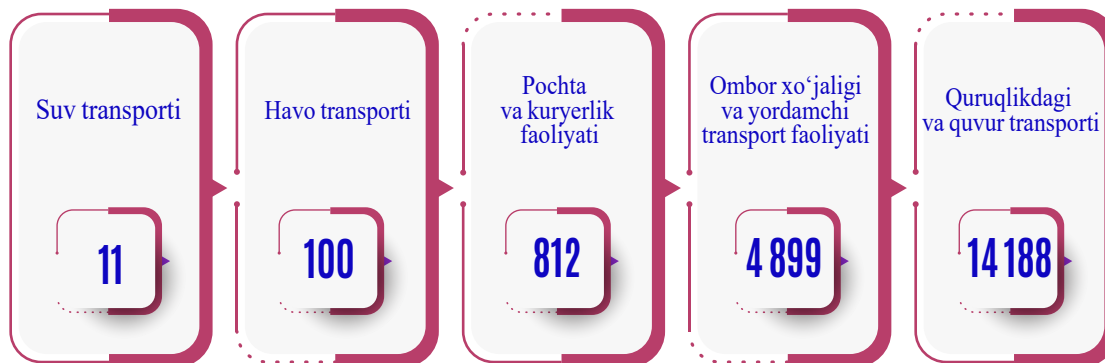 Suv transporti
11
Havo transporti
100
Pochta
va kuryerlik
faoliyati
812
Ombor xo‘jaligi
va yordamchi
transport faoliyati
4 899
Quruqlikdagi
va quvur transporti
14 188